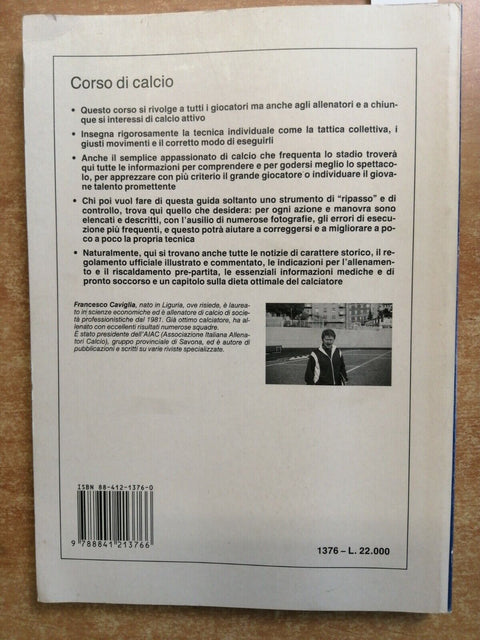 Corso di calcio
• Questo corso si rivolge a tutti i giocatori ma anche agli allenatori e a chiun-
que si interessi di calcio attivo
• Insegna rigorosamente la tecnica individuale come la tattica collettiva, i
giusti movimenti e il corretto modo di eseguirli
• Anche il semplice appassionato di calcio che frequenta lo stadio troverà
qui tutte le informazioni per comprendere e per godersi meglio lo spettaco-
lo, per apprezzare con più criterio il grande giocatore o individuare il giova-
ne talento promettente
• Chi poi vuol fare di questa guida soltanto uno strumento di “ripasso” e di
controllo, trova qui quello che desidera: per ogni azione e manovra sono
elencati e descritti, con l'ausilio di numerose fotografie, gli errori di esecu-
zione più frequenti, e questo potrà aiutare a correggersi e a migliorare a po-
co a poco la propria tecnica
• Naturalmente, qui si trovano anche tutte le notizie di carattere storico, il re-
golamento ufficiale illustrato e commentato, le indicazioni per l'allenamen-
to e il riscaldamento pre-partita, le essenziali informazioni mediche e di
pronto soccorso e un capitolo sulla dieta ottimale del calciatore
Francesco Caviglia, nato in Liguria, ove risiede, è laurea-
to in scienze economiche ed è allenatore di calcio di socie-
tà professionistiche dal 1981. Già ottimo calciatore, ha al-
lenato con eccellenti risultati numerose squadre.
È stato presidente dell'AIAC (Associazione Italiana Allena-
tori Calcio), gruppo provinciale di Savona, ed è autore di
pubblicazioni e scritti su varie riviste specializzate.
ISBN 88-412-1376-0
9 788841 213766
1376 – L. 22.000